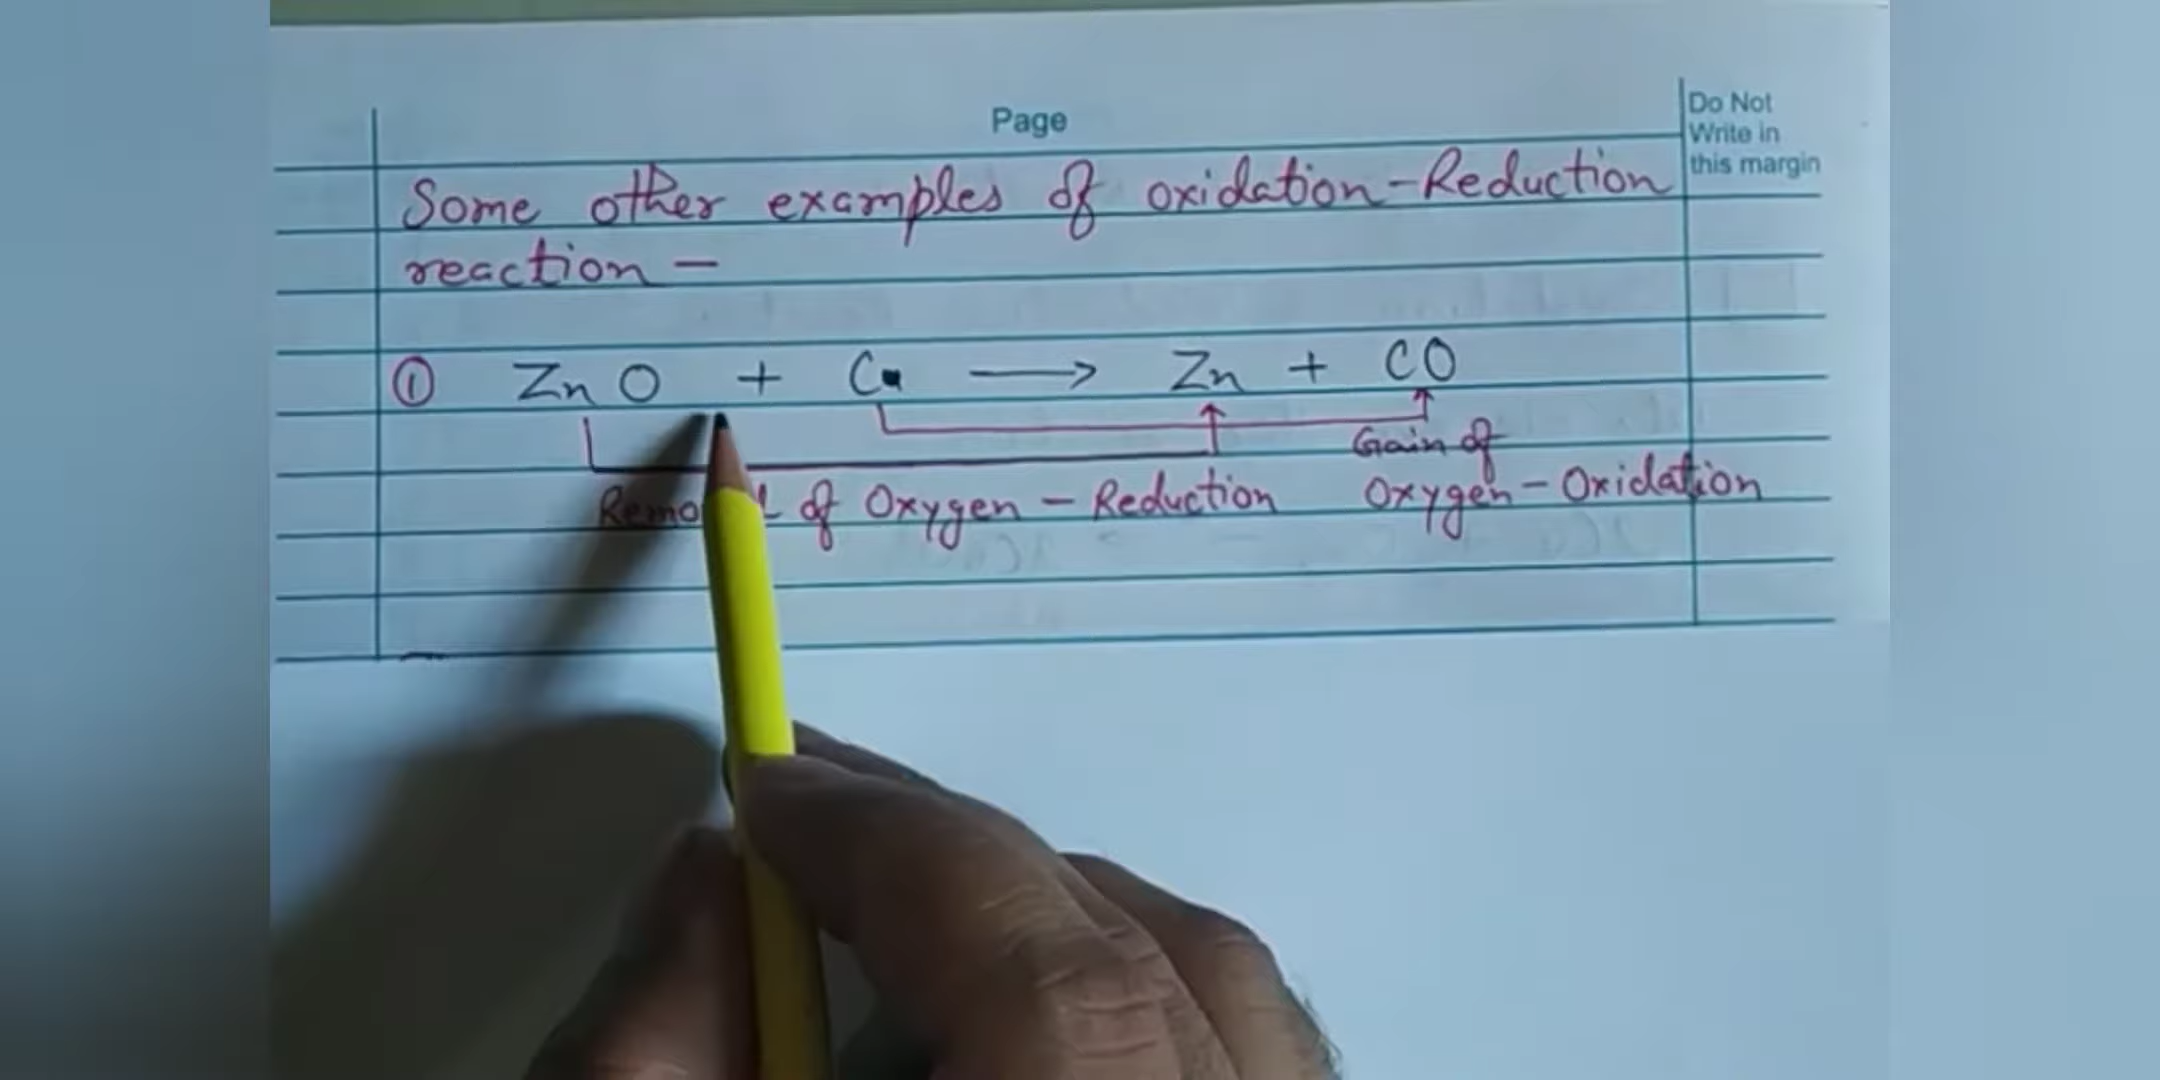 Page
Do Not
Write in
this margin
Some other examples of oxidation-Reduction
reaction -
① ZnO + C → Zn + CO
Gain of
Removal of Oxygen - Reduction Oxygen - Oxidation